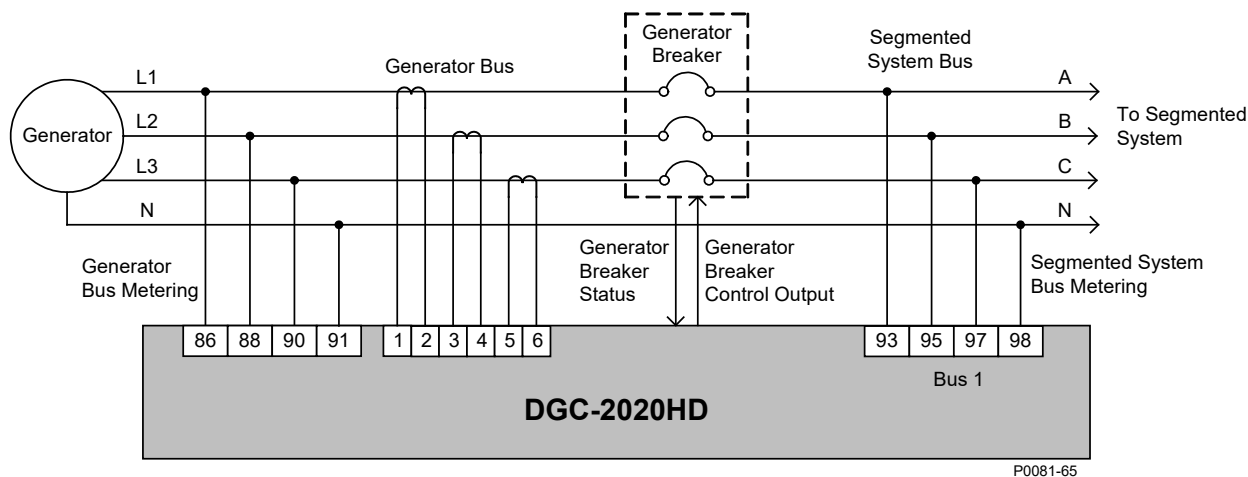 Generator
Breaker
Segmented
System Bus
Generator Bus
L1
A
To Segmented
System
Generator
L2
B
L3
C
N
N
Generator
Bus Metering
Generator
Breaker
Status
Generator
Breaker
Control Output
Segmented System
Bus Metering
86 88 90 91 1 2 3 4 5 6 93 95 97 98
Bus 1
DGC-2020HD
P0081-65